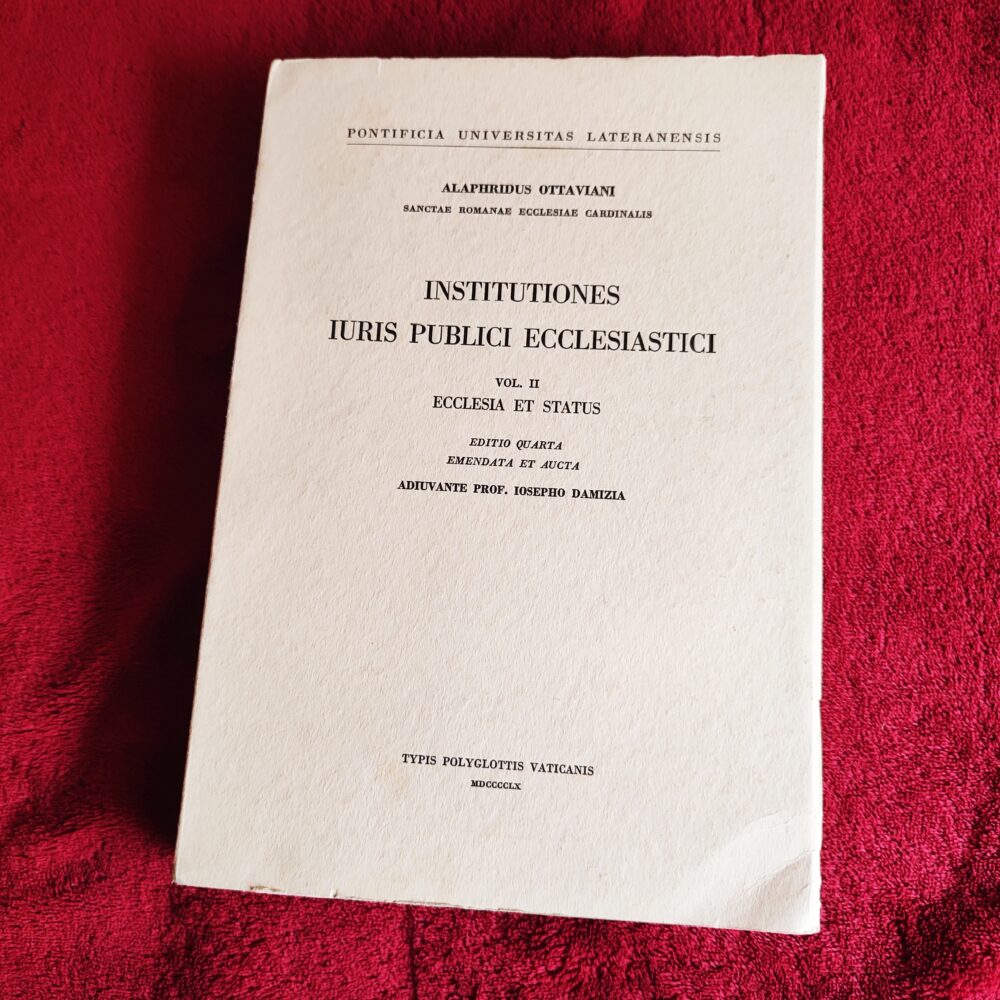 PONTIFICIA UNIVERSITAS LATERANENSIS
ALAPHRIDUS OTTAVIANI
SANCTAE ROMANAE ECCLESIAE CARDINALIS
INSTITUTIONES
IURIS PUBLICI ECCLESIASTICI
VOL. II
ECCLESIA ET STATUS
EDITIO QUARTA
EMENDATA ET AUCTA
ADIUVANTE PROF. IOSEPHO DAMIZIA
TYPIS POLYGLOTTIS VATICANIS
MDCCCCLX